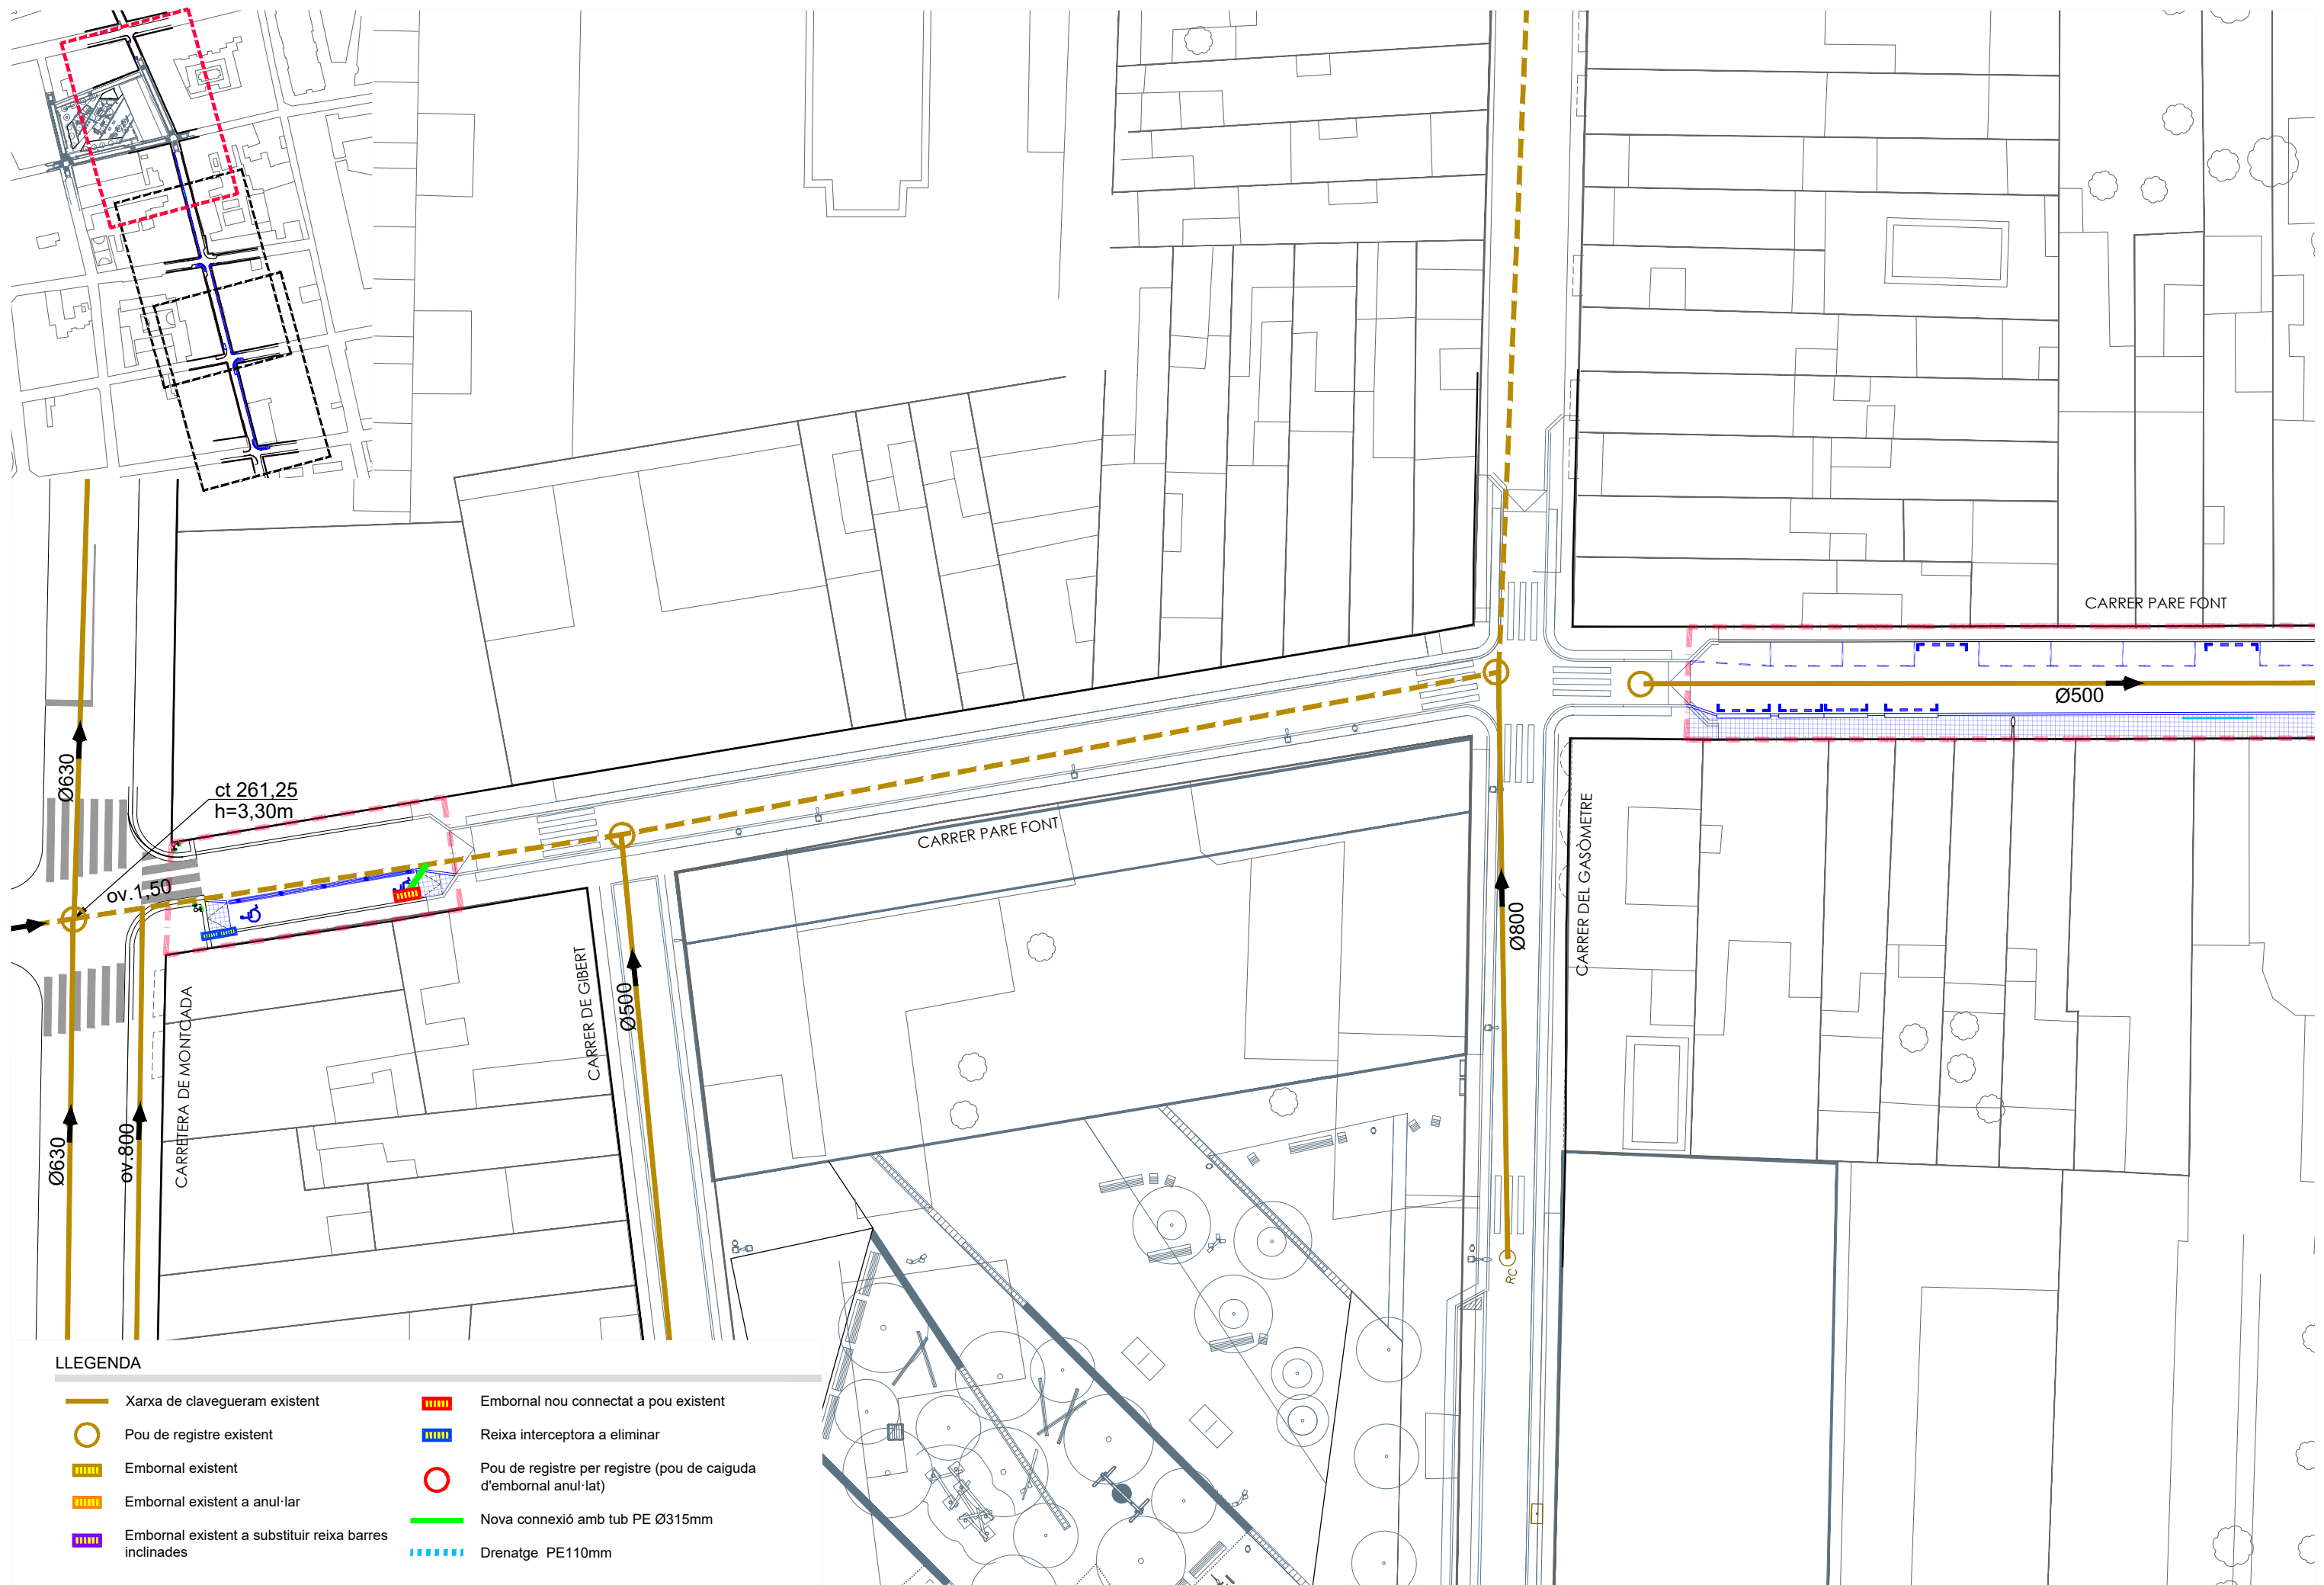 CARRER PARE FONT
Ø500
Ø630
ct 261,25
h=3,30m
ov.1,50
CARRER PARE FONT
CARRER DEL GASÒMETRE
Ø800
CARRER DE GIBERT
Ø500
CARRETERA DE MONTCADA
Ø630
ov.800
RC
LLEGENDA
Xarxa de clavegueram existent
Pou de registre existent
Embornal existent
Embornal existent a anul·lar
Embornal existent a substituir reixa barres
inclinades
Embornal nou connectat a pou existent
Reixa interceptora a eliminar
Pou de registre per registre (pou de caiguda
d'embornal anul·lat)
Nova connexió amb tub PE Ø315mm
Drenatge PE110mm